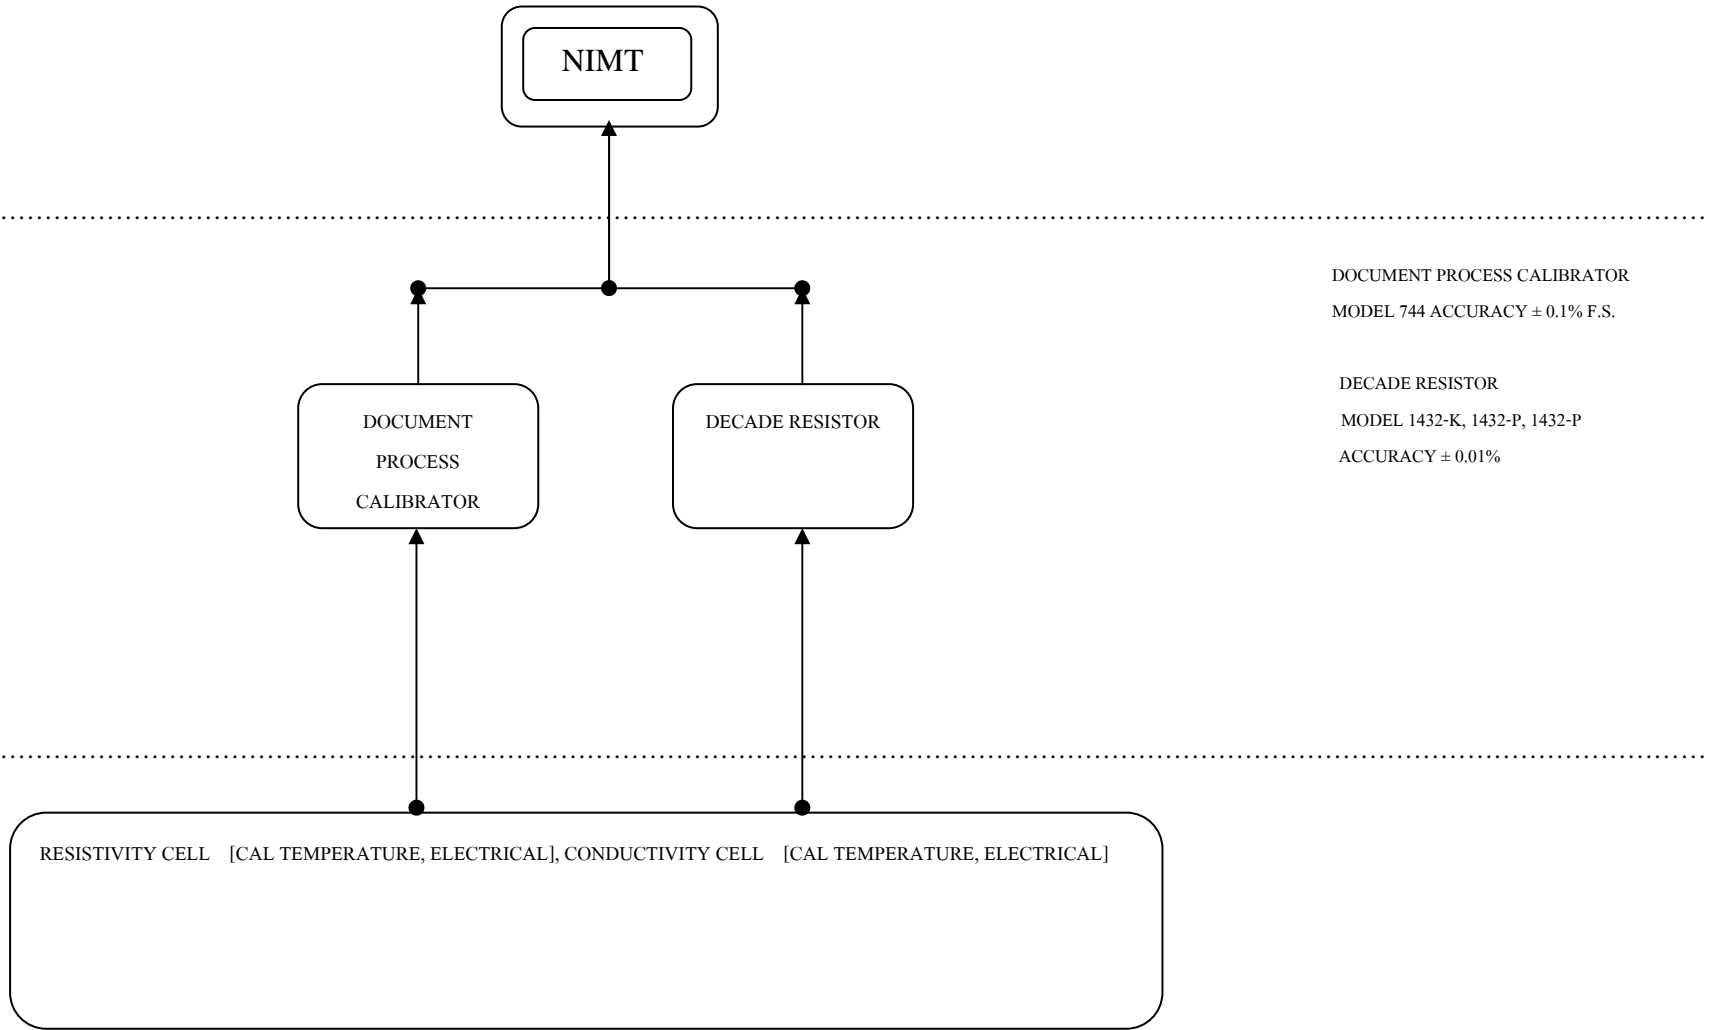 NIMT
DOCUMENT PROCESS CALIBRATOR
MODEL 744 ACCURACY ± 0.1% F.S.
DECADE RESISTOR
MODEL 1432-K, 1432-P, 1432-P
ACCURACY ± 0.01%
DOCUMENT
PROCESS
CALIBRATOR
DECADE RESISTOR
RESISTIVITY CELL [CAL TEMPERATURE, ELECTRICAL], CONDUCTIVITY CELL [CAL TEMPERATURE, ELECTRICAL]